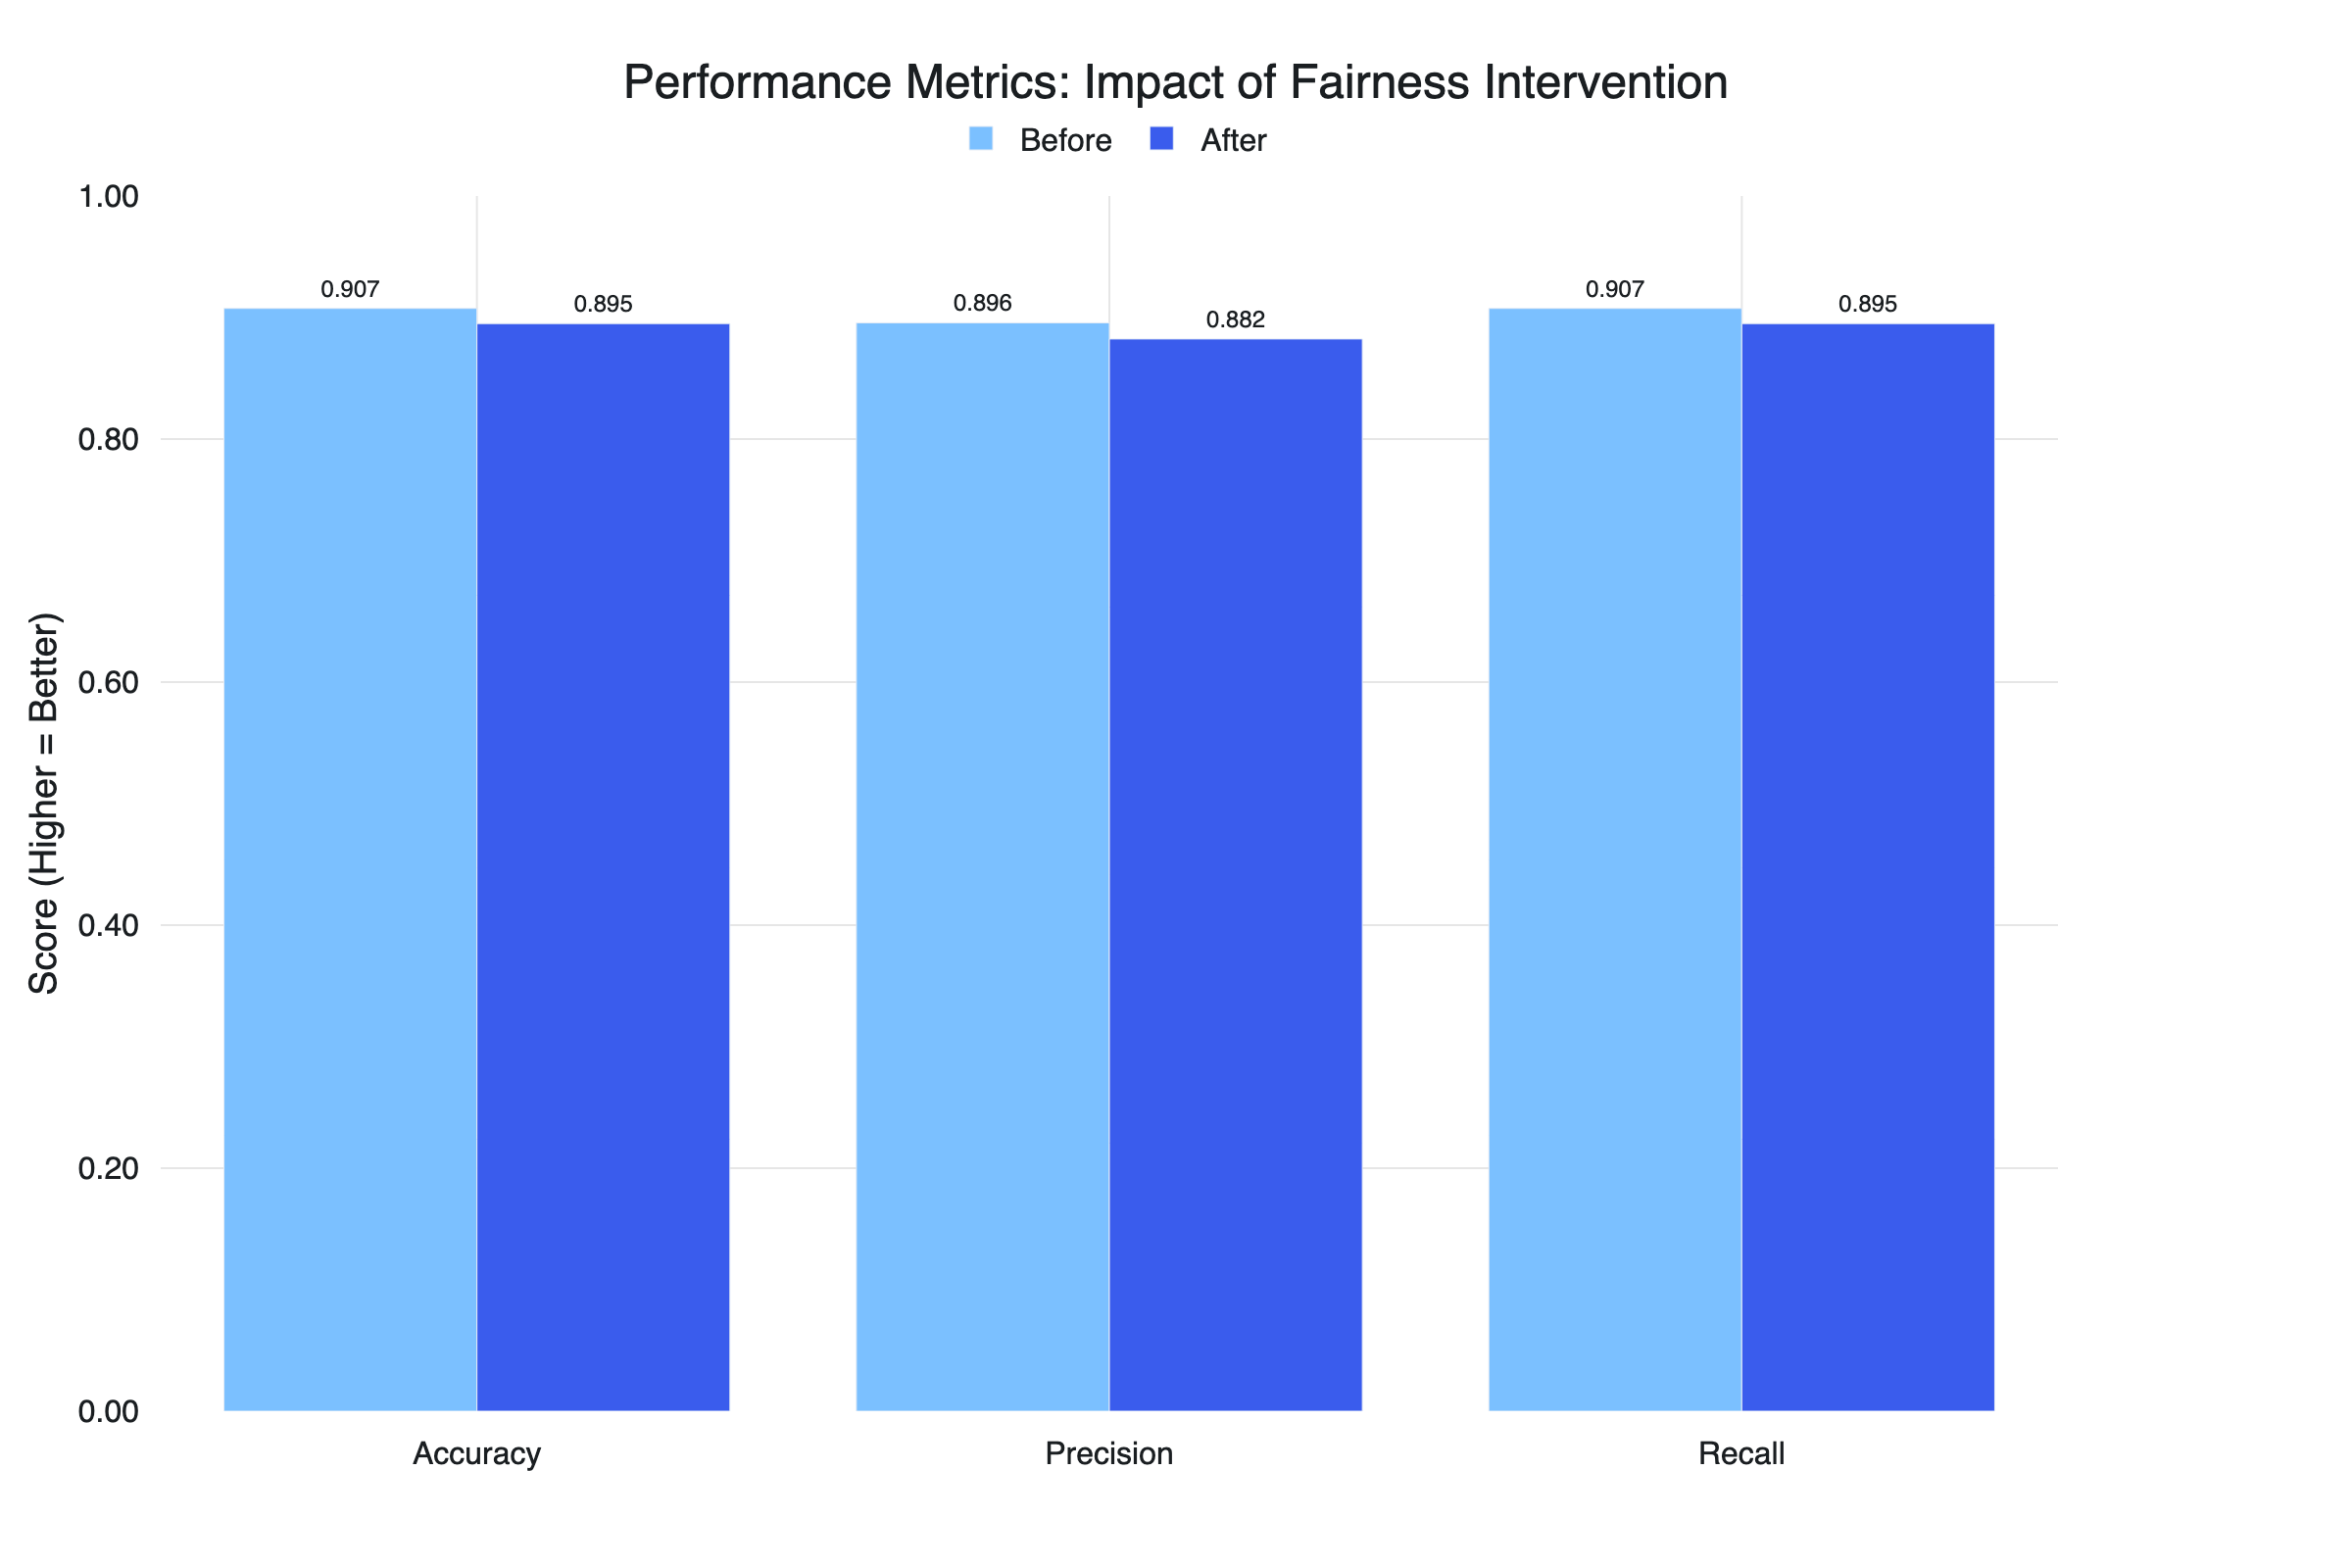 Performance Metrics: Impact of Fairness Intervention
Before After
1.00
0.907 0.895 0.896 0.882 0.907 0.895
0.80
0.60
0.40
0.20
0.00
Score (Higher = Better)
Accuracy Precision Recall